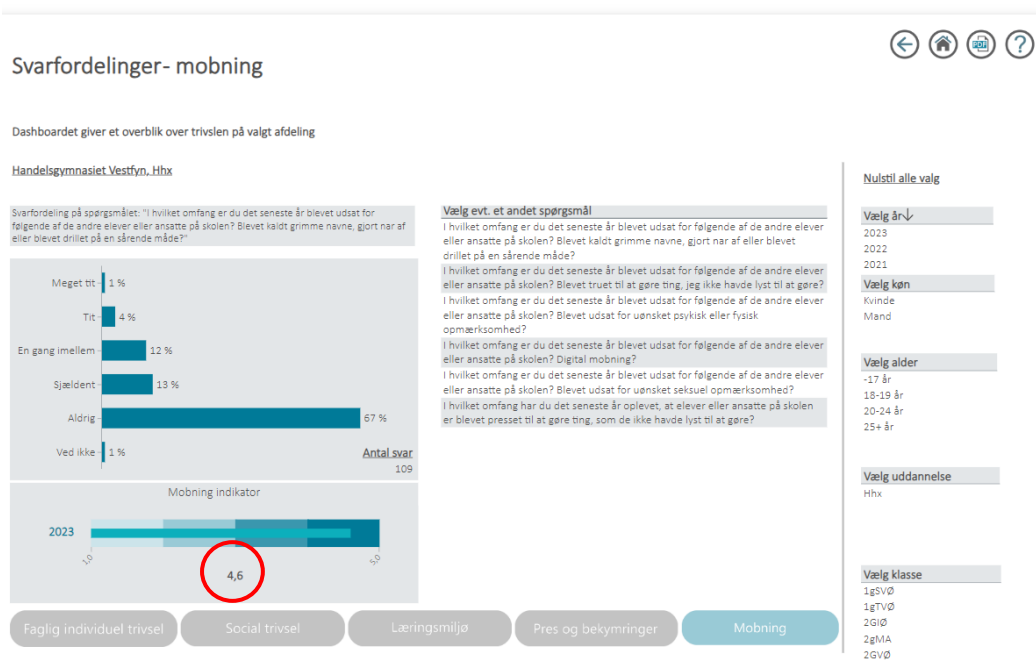 Svarfordelinger- mobning
PDF
?
Dashboardet giver et overblik over trivslen på valgt afdeling
Handelsgymnasiet Vestfyn, Hhx
Svarfordeling på spørgsmålet: "I hvilket omfang er du det seneste år blevet udsat for
følgende af de andre elever eller ansatte på skolen? Blevet kaldt grimme navne, gjort nar af
eller blevet drillet på en sårende måde?"
Meget tit
1 %
Tit
4 %
En gang imellem
12 %
Sjældent
13 %
Aldrig
67 %
Ved ikke
1 %
Antal svar
109
Mobning indikator
2023
1,0
5,0
4,6
Vælg evt. et andet spørgsmål
I hvilket omfang er du det seneste år blevet udsat for følgende af de andre elever
eller ansatte på skolen? Blevet kaldt grimme navne, gjort nar af eller blevet
drillet på en sårende måde?
I hvilket omfang er du det seneste år blevet udsat for følgende af de andre elever
eller ansatte på skolen? Blevet truet til at gøre ting, jeg ikke havde lyst til at gøre?
I hvilket omfang er du det seneste år blevet udsat for følgende af de andre elever
eller ansatte på skolen? Blevet udsat for uønsket psykisk eller fysisk
opmærksomhed?
I hvilket omfang er du det seneste år blevet udsat for følgende af de andre elever
eller ansatte på skolen? Digital mobning?
I hvilket omfang er du det seneste år blevet udsat for følgende af de andre elever
eller ansatte på skolen? Blevet udsat for uønsket seksuel opmærksomhed?
I hvilket omfang har du det seneste år oplevet, at elever eller ansatte på skolen
er blevet presset til at gøre ting, som de ikke havde lyst til at gøre?
Nulstil alle valg
Vælg år↓
2023
2022
2021
Vælg køn
Kvinde
Mand
Vælg alder
-17 år
18-19 år
20-24 år
25+ år
Vælg uddannelse
Hhx
Vælg klasse
1gSVØ
1gTVØ
2GIØ
2gMA
2GVØ
Faglig individuel trivsel
Social trivsel
Læringsmiljø
Pres og bekymringer
Mobning